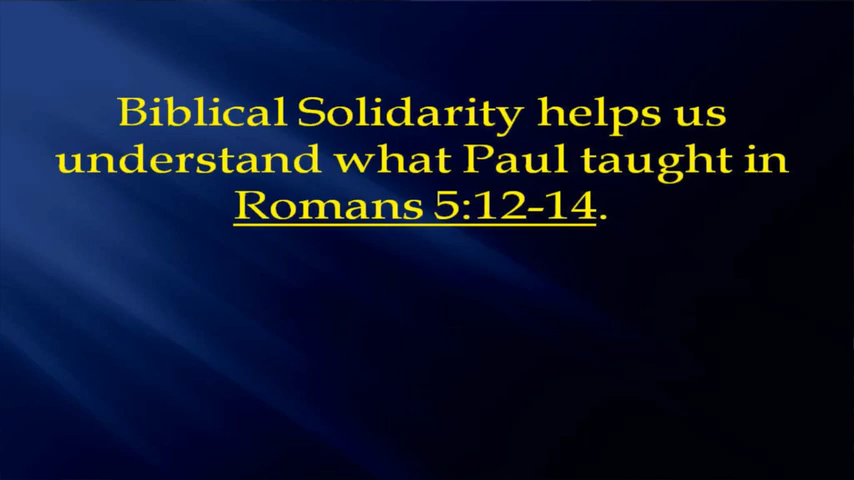 Biblical Solidarity helps us
understand what Paul taught in
Romans 5:12-14.